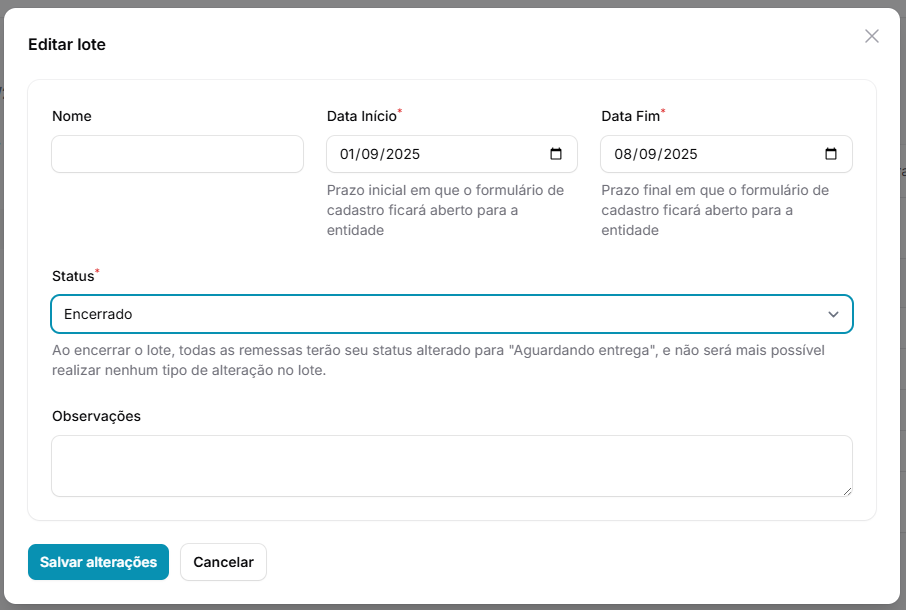 Editar lote
Nome
Data Início*
Data Fim*
01/09/2025
08/09/2025
Prazo inicial em que o formulário de
cadastro ficará aberto para a
entidade
Prazo final em que o formulário de
cadastro ficará aberto para a
entidade
Status*
Encerrado
Ao encerrar o lote, todas as remessas terão seu status alterado para "Aguardando entrega", e não será mais possível
realizar nenhum tipo de alteração no lote.
Observações
Salvar alterações
Cancelar